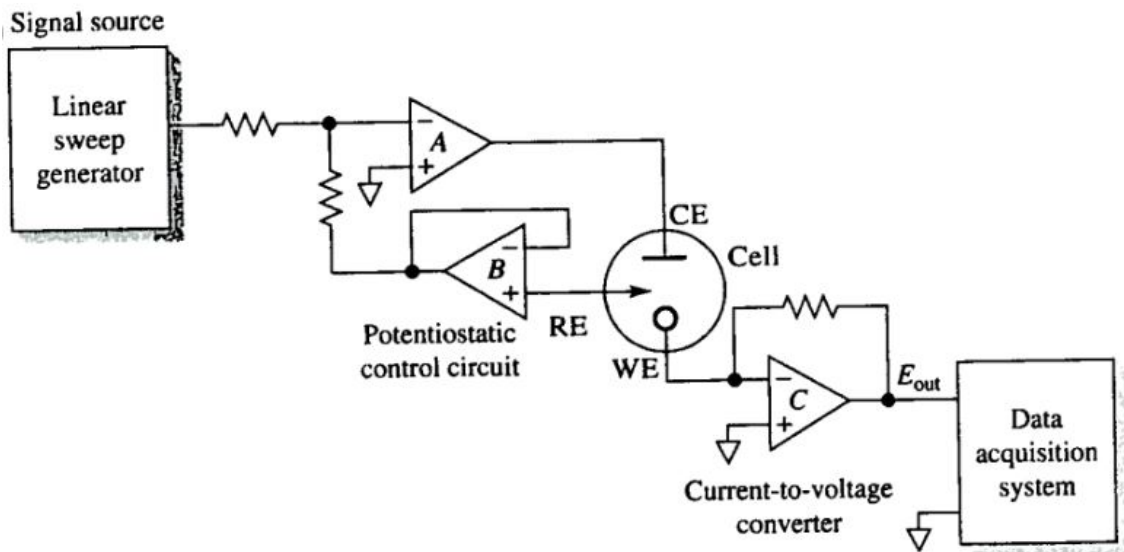 Signal source
Linear
sweep
generator
−
A
+
CE
−
B
+
Cell
RE
Potentiostatic
control circuit
WE
−
C
+
Eout
Data
acquisition
system
Current-to-voltage
converter